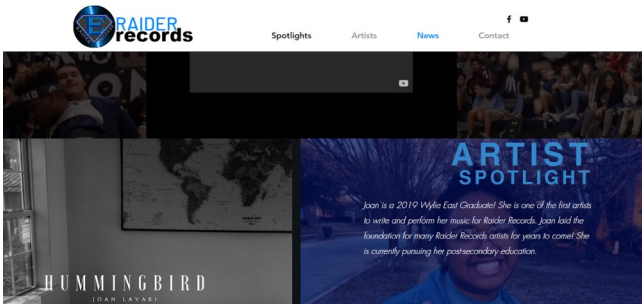 E RAIDER
records
Spotlights Artists News Contact
ARTIST
SPOTLIGHT
Joan is a 2019 Wylie East Graduate! She is one of the first artists
to write and perform her music for Raider Records. Joan laid the
foundation for many Raider Records artists for years to come! She
is currently pursuing her post-secondary education.
HUMMINGBIRD
JOAN LAVARI